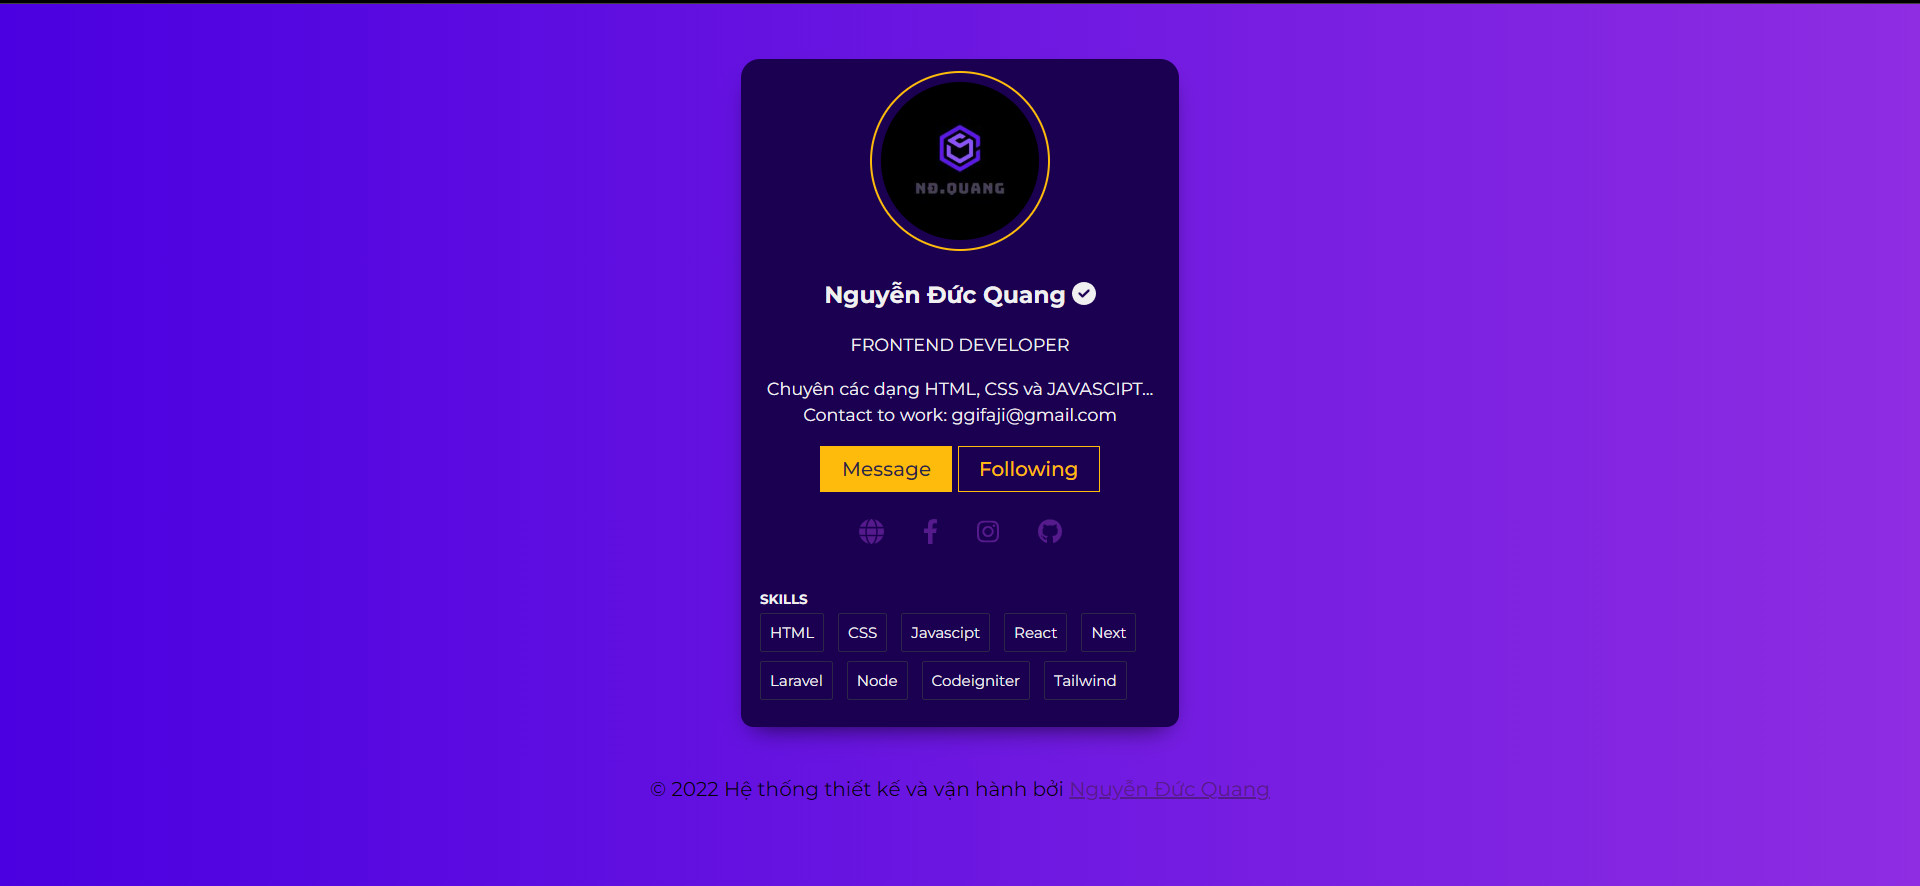 NĐ.QUANG
Nguyễn Đức Quang
FRONTEND DEVELOPER
Chuyên các dạng HTML, CSS và JAVASCIPT...
Contact to work: ggifaji@gmail.com
Message Following
SKILLS
HTML CSS Javascipt React Next
Laravel Node Codeigniter Tailwind
© 2022 Hệ thống thiết kế và vận hành bởi Nguyễn Đức Quang